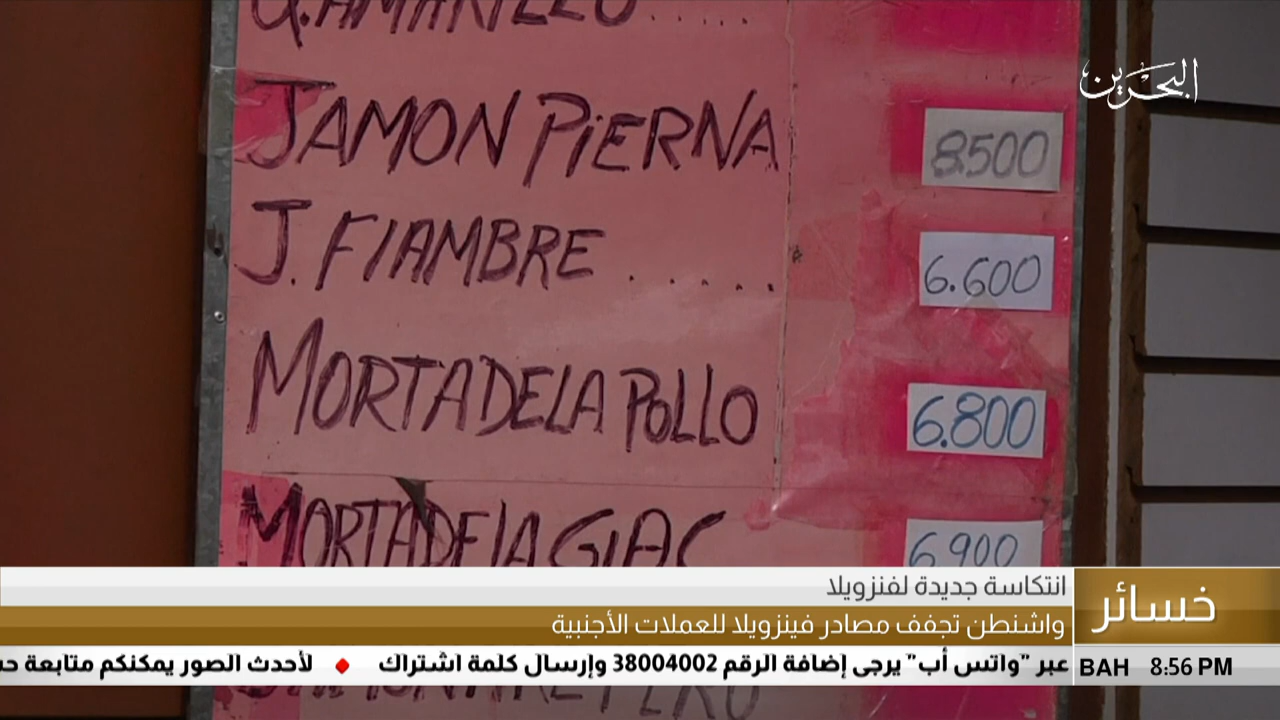 Q.AMARILLO.....
البحرين
JAMON PIERNA 8.500
J. FIAMBRE ...... 6.600
MORTADELA POLLO 6.800
MORTADELA GIAC 6.900
انتكاسة جديدة لفنزويلا
خسائر
واشنطن تجفف مصادر فينزويلا للعملات الأجنبية
عبر "واتس أب" يرجى إضافة الرقم 38004002 وإرسال كلمة اشتراك ♦ لأحدث الصور يمكنكم متابعة
BAH 8:56 PM